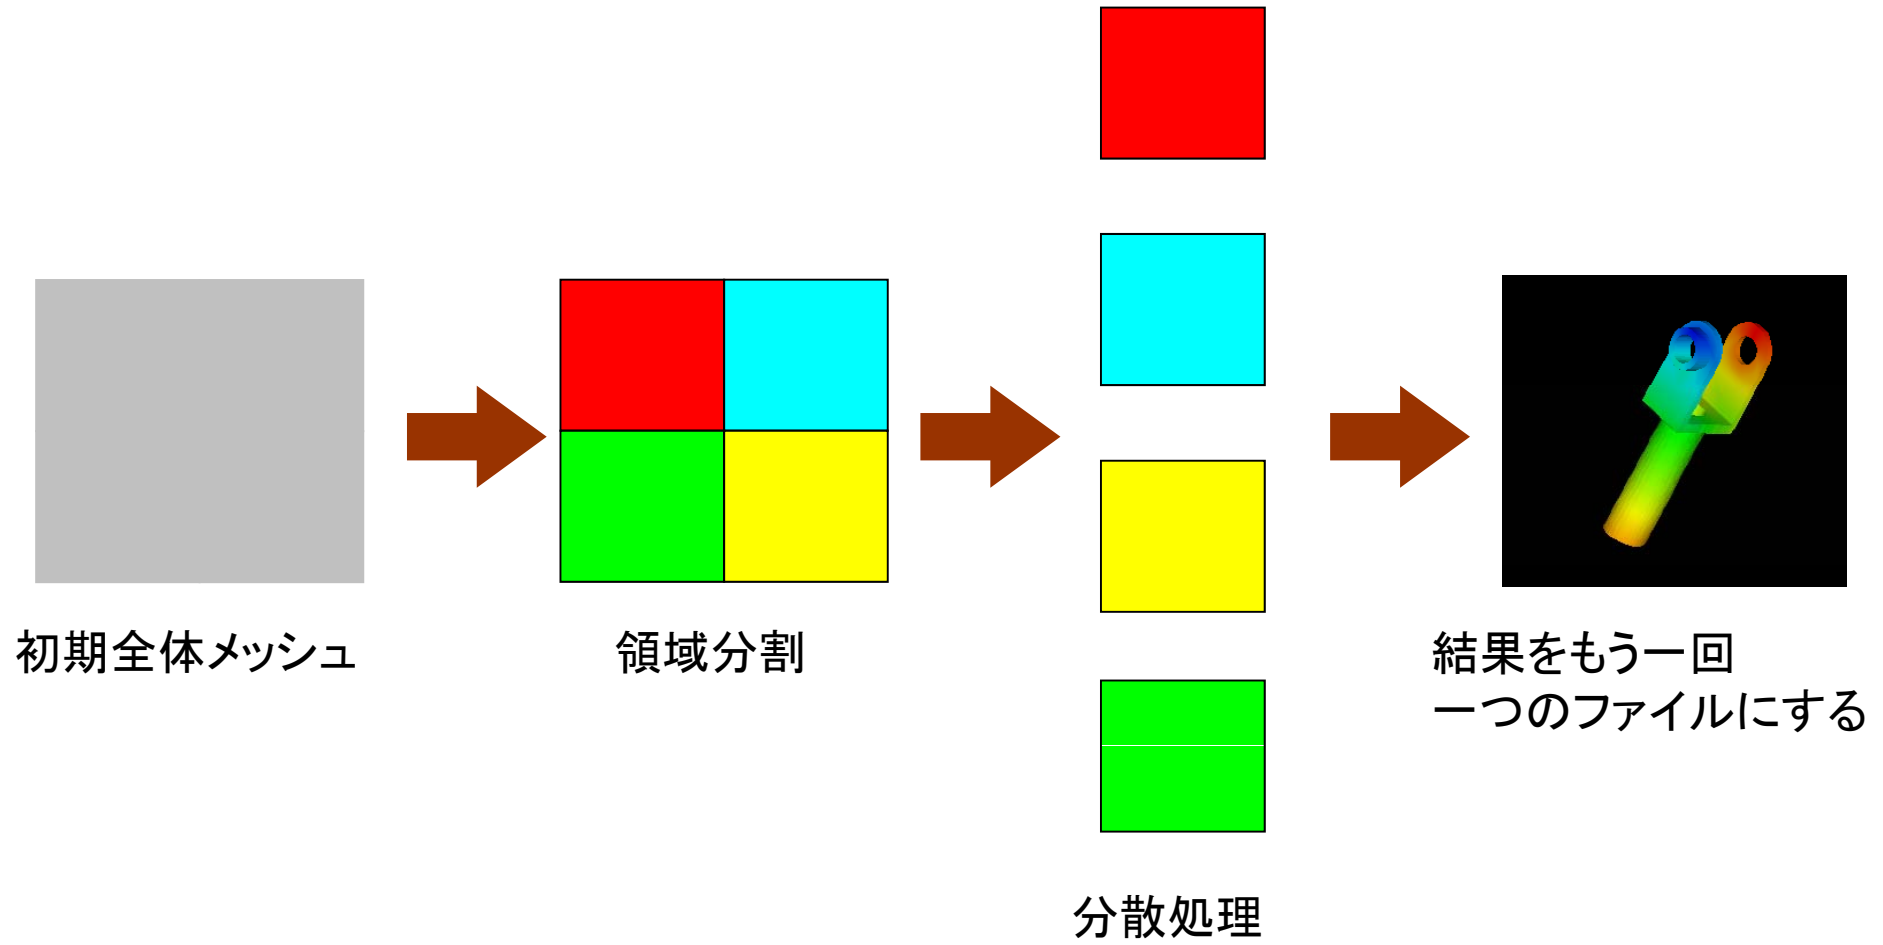 初期全体メッシュ
領域分割
分散処理
結果をもう一回
一つのファイルにする